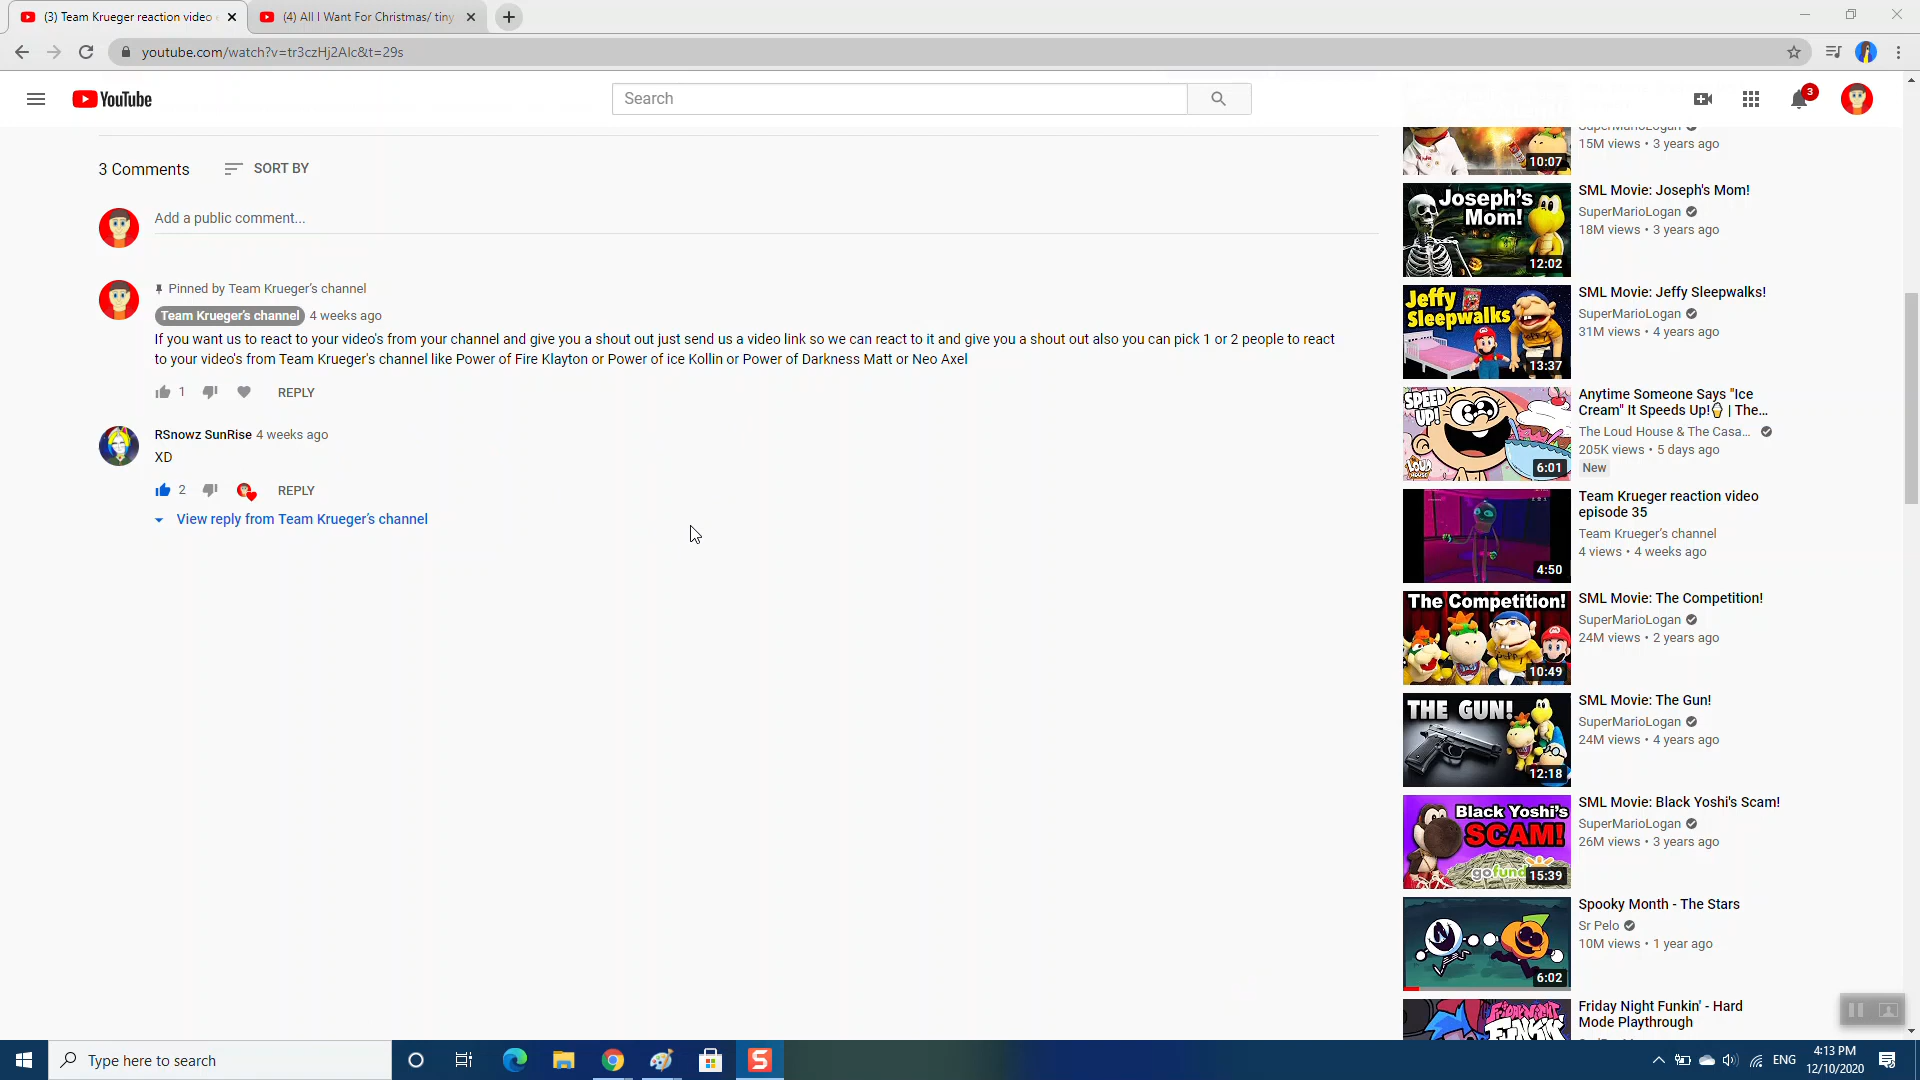 (3) Team Krueger reaction video
(4) All I Want For Christmas/ tiny
youtube.com/watch?v=tr3czHj2AIc&t=29s
YouTube
Search
3
3 Comments
SORT BY
Add a public comment...
Pinned by Team Krueger's channel
Team Krueger's channel 4 weeks ago
If you want us to react to your video's from your channel and give you a shout out just send us a video link so we can react to it and give you a shout out also you can pick 1 or 2 people to react
to your video's from Team Krueger's channel like Power of Fire Klayton or Power of ice Kollin or Power of Darkness Matt or Neo Axel
1 REPLY
RSnowz SunRise 4 weeks ago
XD
2 REPLY
View reply from Team Krueger's channel
10:07
SuperMarioLogan
15M views • 3 years ago
Joseph's
Mom!
12:02
SML Movie: Joseph's Mom!
SuperMarioLogan
18M views • 3 years ago
Jeffy
Sleepwalks!
13:37
SML Movie: Jeffy Sleepwalks!
SuperMarioLogan
31M views • 4 years ago
SPEED
UP!
LOUD
6:01
Anytime Someone Says "Ice
Cream" It Speeds Up! | The...
The Loud House & The Casa...
205K views • 5 days ago
New
4:50
Team Krueger reaction video
episode 35
Team Krueger's channel
4 views • 4 weeks ago
The Competition!
10:49
SML Movie: The Competition!
SuperMarioLogan
24M views • 2 years ago
THE GUN!
12:18
SML Movie: The Gun!
SuperMarioLogan
24M views • 4 years ago
Black Yoshi's
SCAM!
gofund
15:39
SML Movie: Black Yoshi's Scam!
SuperMarioLogan
26M views • 3 years ago
6:02
Spooky Month - The Stars
Sr Pelo
10M views • 1 year ago
FRIDAY NIGHT
FUNKIN'
Friday Night Funkin' - Hard
Mode Playthrough
Type here to search
ENG
4:13 PM
12/10/2020